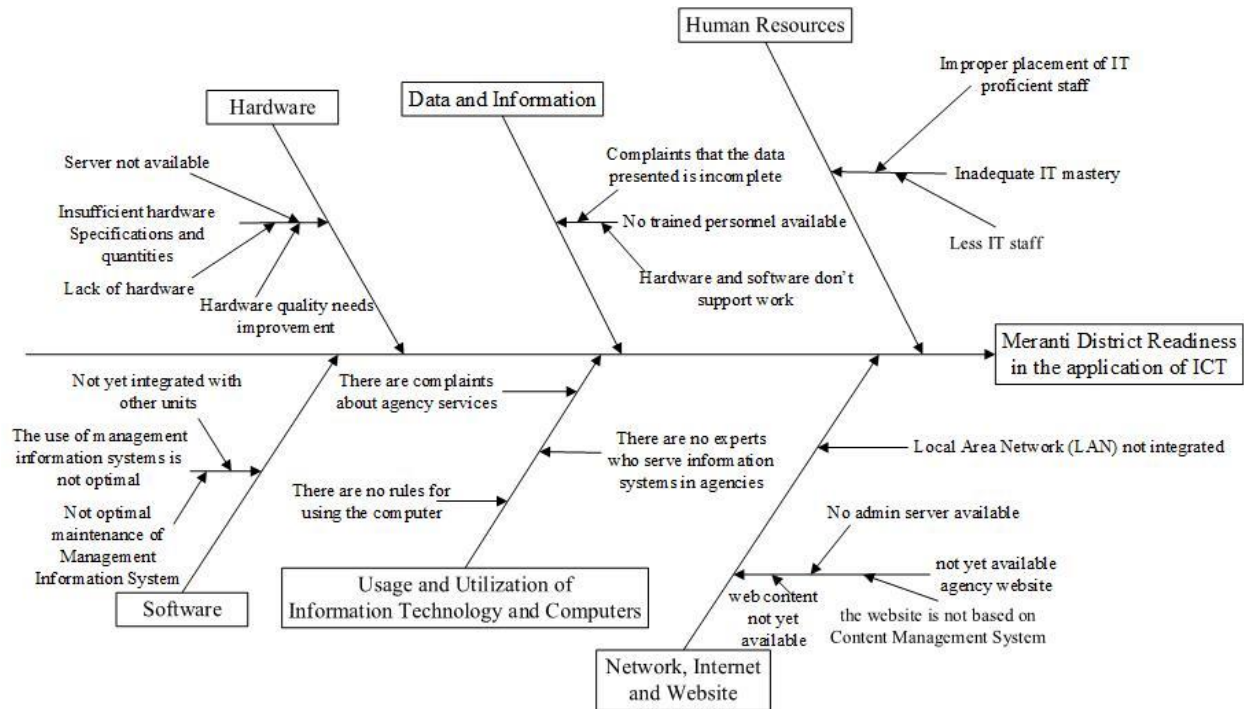 Human Resources
Improper placement of IT
proficient staff
Inadequate IT mastery
Less IT staff
Data and Information
Complaints that the data
presented is incomplete
No trained personnel available
Hardware and software don't
support work
Hardware
Server not available
Insufficient hardware
Specifications and
quantities
Lack of hardware
Hardware quality needs
improvement
Meranti District Readiness
in the application of ICT
Not yet integrated with
other units
The use of management
information systems is
not optimal
Not optimal
maintenance of
Management
Information System
Software
There are complaints
about agency services
There are no experts
who serve information
systems in agencies
There are no rules for
using the computer
Usage and Utilization of
Information Technology and Computers
Local Area Network (LAN) not integrated
No admin server available
not yet available
agency website
web content
not yet
available
the website is not based on
Content Management System
Network, Internet
and Website